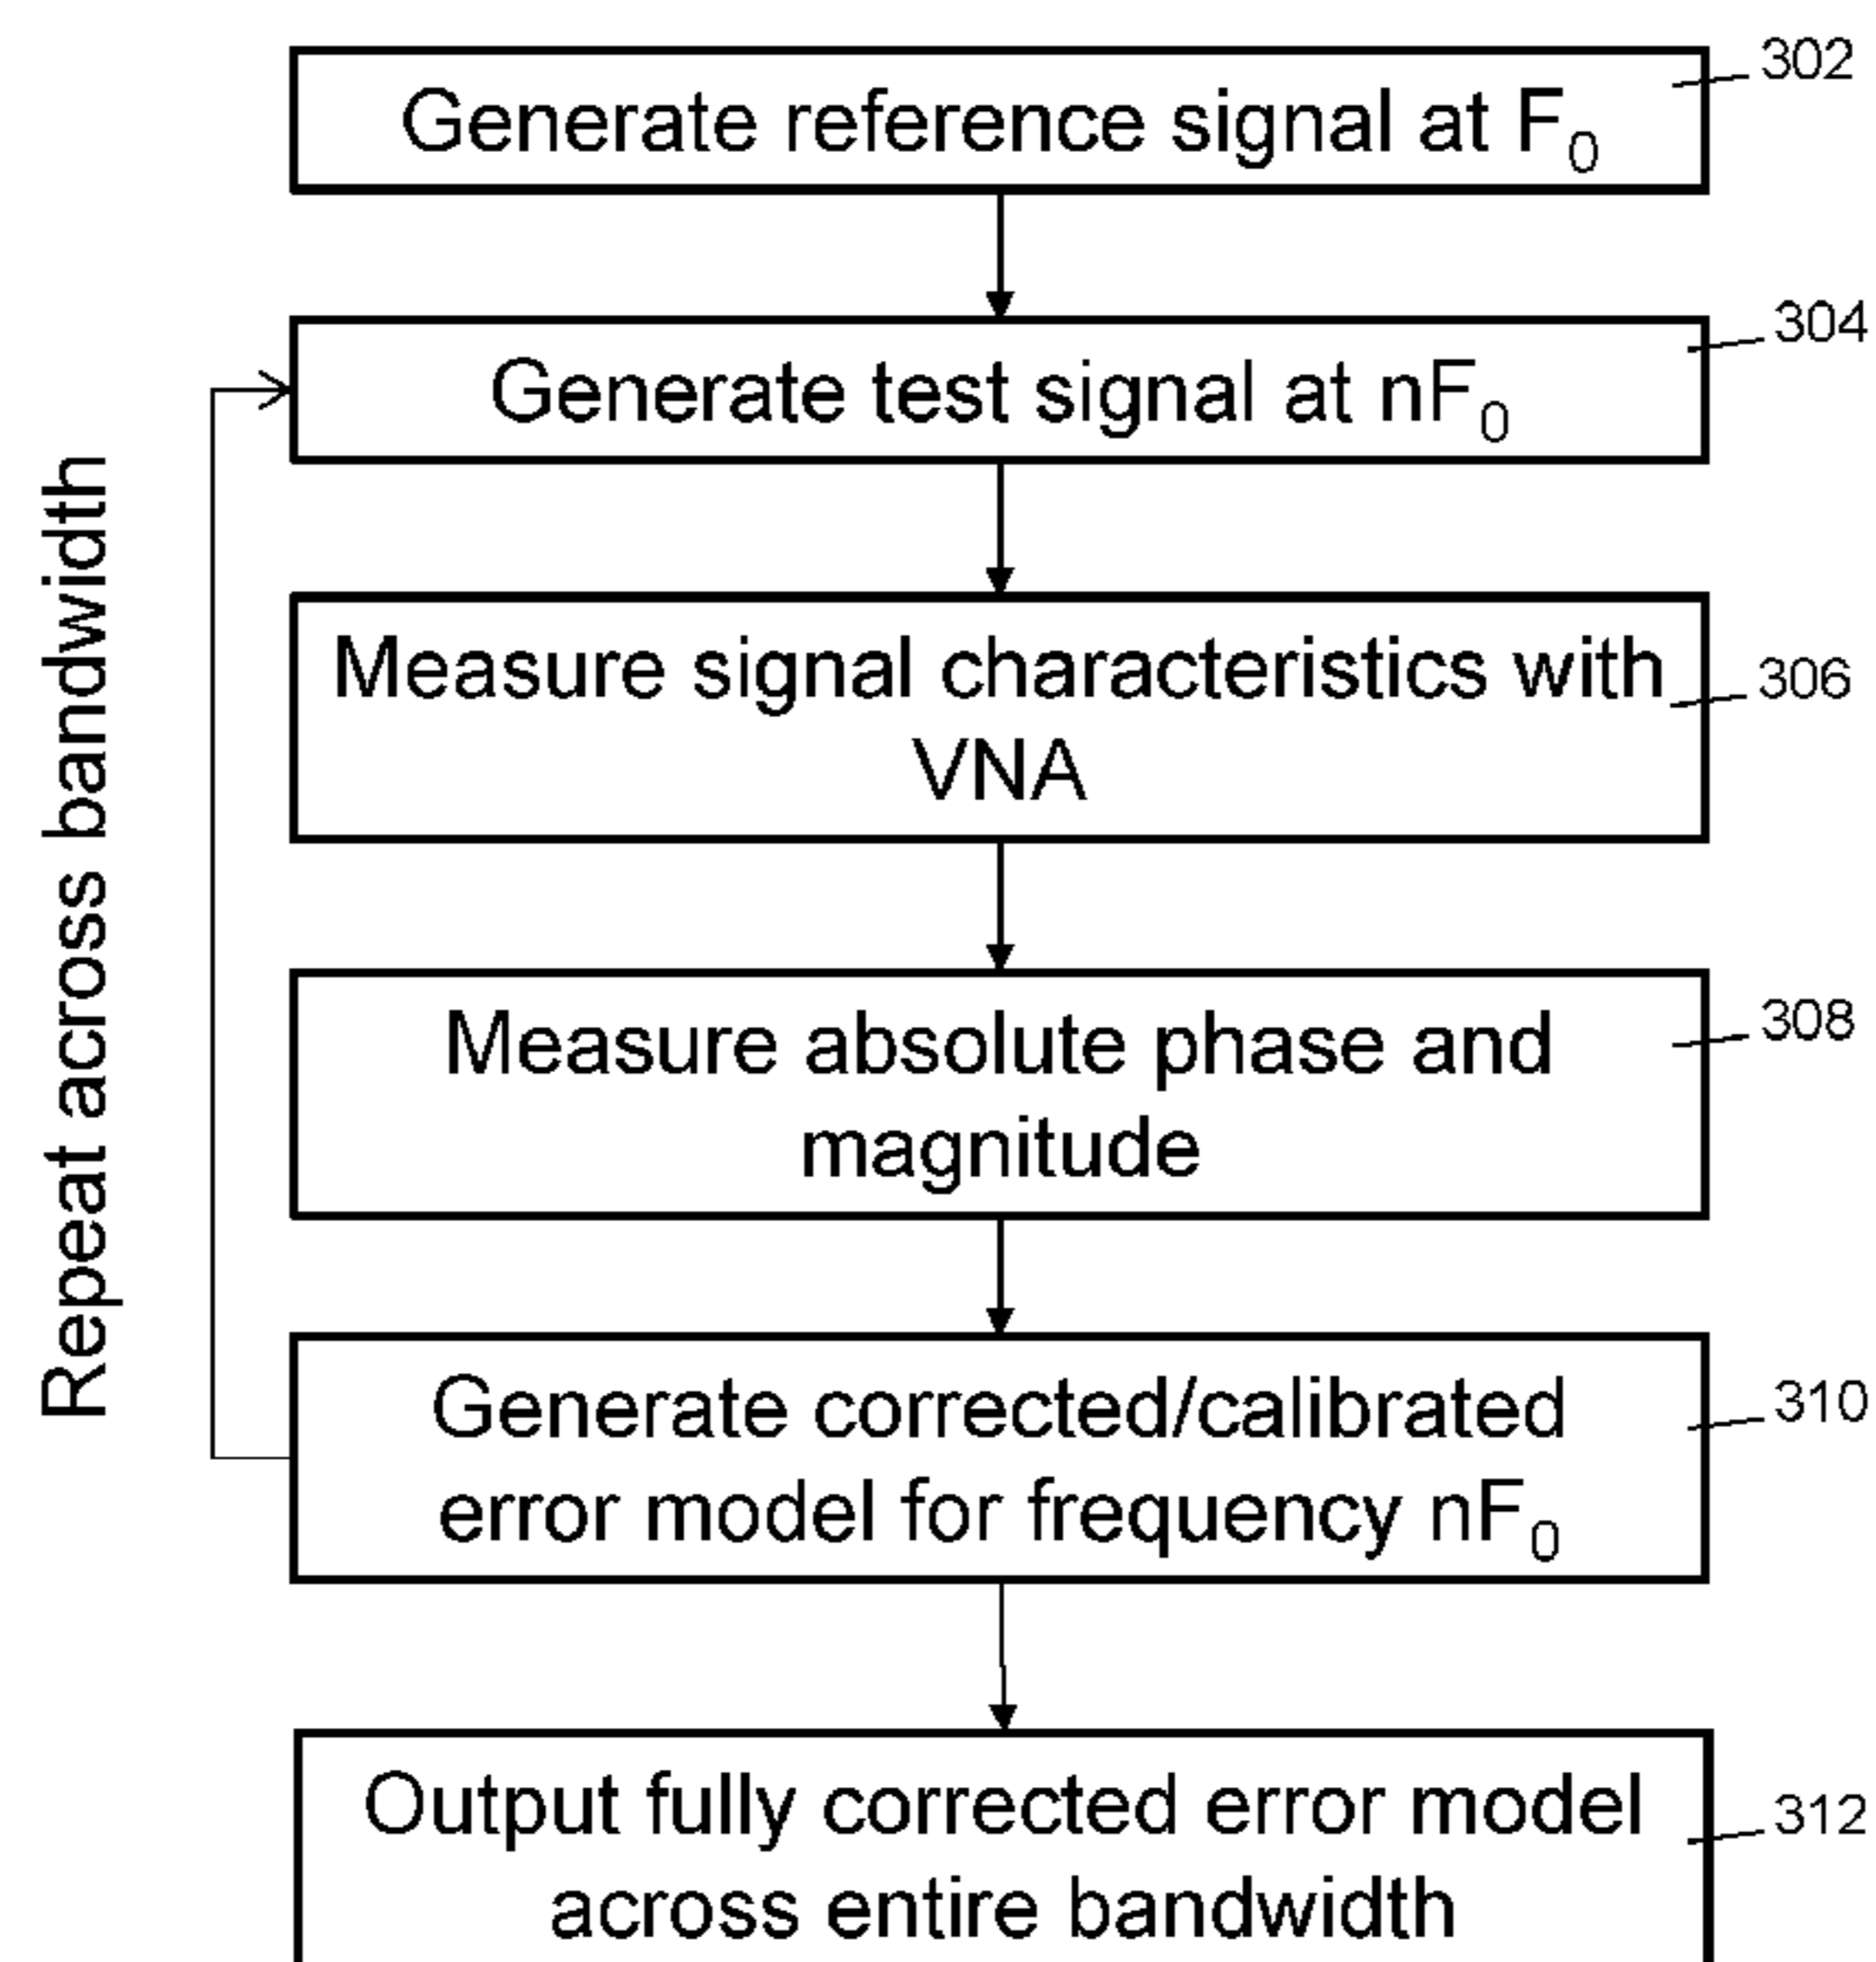 302
Generate reference signal at F₀
304
Generate test signal at nF₀
Repeat across bandwidth
Measure signal characteristics with
VNA
306
Measure absolute phase and
magnitude
308
Generate corrected/calibrated
error model for frequency nF₀
310
Output fully corrected error model
across entire bandwidth
312